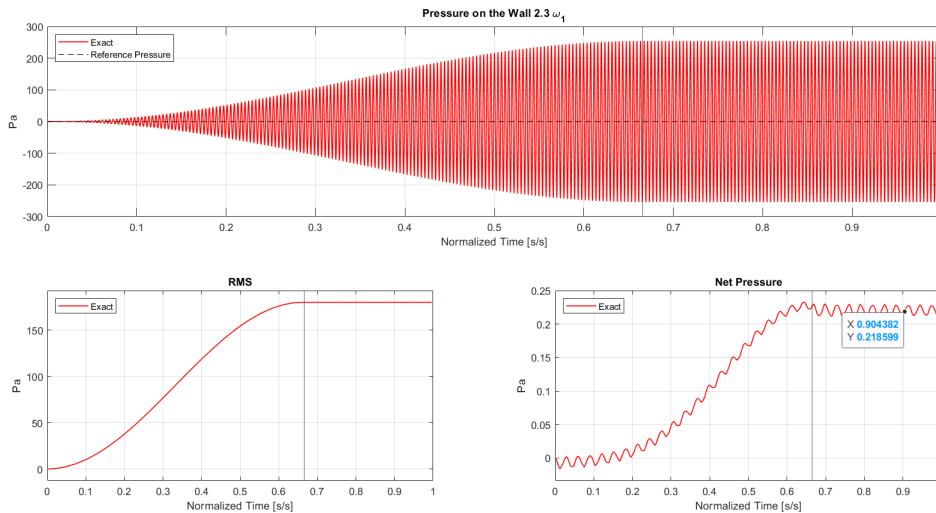 Pressure on the Wall 2.3 ω₁
300
200
100
0
-100
-200
-300
Pa
Exact
Reference Pressure
0 0.1 0.2 0.3 0.4 0.5 0.6 0.7 0.8 0.9
Normalized Time [s/s]
RMS
150
100
50
0
Pa
Exact
0 0.1 0.2 0.3 0.4 0.5 0.6 0.7 0.8 0.9 1
Normalized Time [s/s]
Net Pressure
0.25
0.2
0.15
0.1
0.05
0
Pa
Exact
X 0.904382
Y 0.218599
0 0.1 0.2 0.3 0.4 0.5 0.6 0.7 0.8 0.9
Normalized Time [s/s]